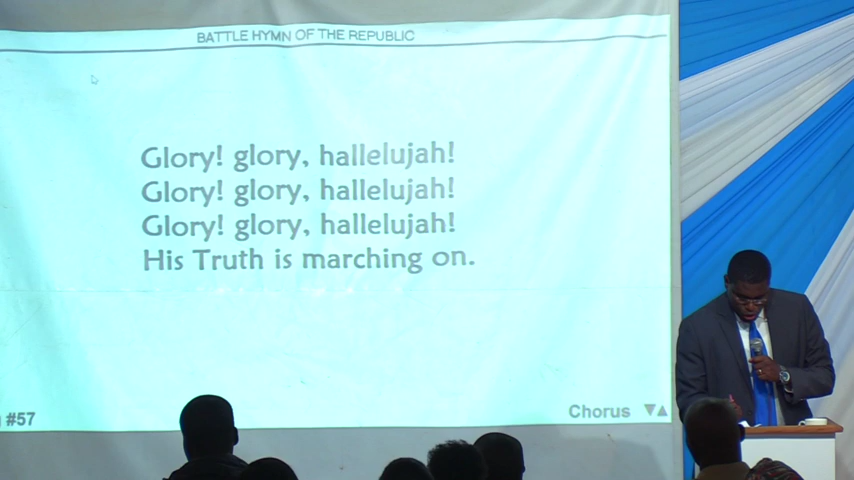 BATTLE HYMN OF THE REPUBLIC
Glory! glory, hallelujah!
Glory! glory, hallelujah!
Glory! glory, hallelujah!
His Truth is marching on.
#57
Chorus